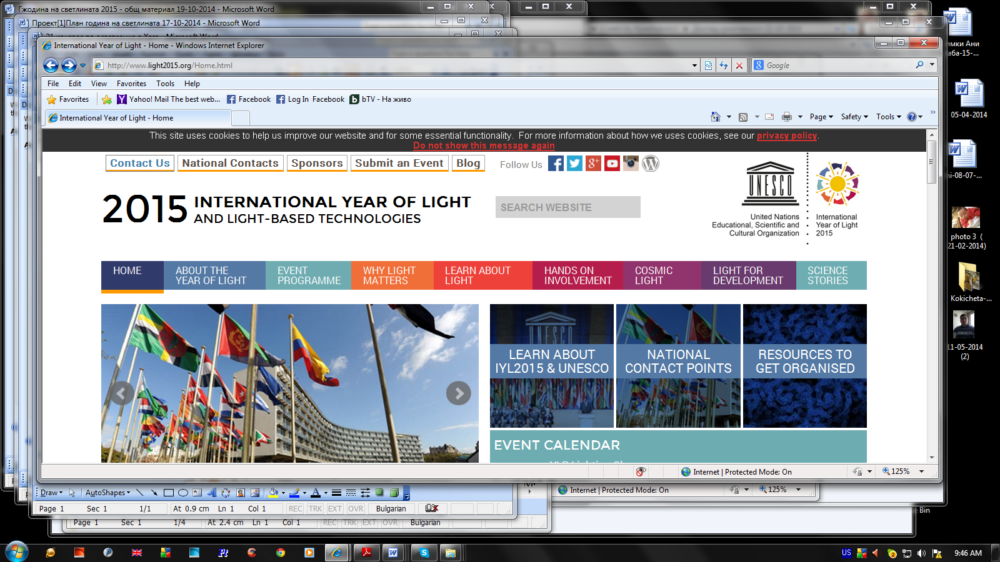 Гжодина на светлината 2015 - общ материал 19-10-2014 - Microsoft Word
Проект[1]План година на светлината 17-10-2014 - Microsoft Word
International Year of Light - Home - Windows Internet Explorer
http://www.light2015.org/Home.html
Google
File Edit View Favorites Tools Help
Favorites Yahoo! Mail The best web... Facebook Log In Facebook bTV - На живо
International Year of Light - Home
Page Safety Tools
This site uses cookies to help us improve our website and for some essential functionality. For more information about how we uses cookies, see our privacy policy.
Do not show this message again
Contact Us National Contacts Sponsors Submit an Event Blog
Follow Us
2015 INTERNATIONAL YEAR OF LIGHT
AND LIGHT-BASED TECHNOLOGIES
SEARCH WEBSITE
UNESCO
United Nations
Educational, Scientific and
Cultural Organization
International
Year of Light
2015
HOME
ABOUT THE
YEAR OF LIGHT
EVENT
PROGRAMME
WHY LIGHT
MATTERS
LEARN ABOUT
LIGHT
HANDS ON
INVOLVEMENT
COSMIC
LIGHT
LIGHT FOR
DEVELOPMENT
SCIENCE
STORIES
LEARN ABOUT
IYL2015 & UNESCO
NATIONAL
CONTACT POINTS
RESOURCES TO
GET ORGANISED
EVENT CALENDAR
Internet | Protected Mode: On
125%
Draw AutoShapes
Internet | Protected Mode: On
125%
Page 1 Sec 1 1/1 At 0.9 cm Ln 1 Col 1 REC TRK EXT OVR Bulgarian
Page 1 Sec 1 1/4 At 2.4 cm Ln 1 Col 1 REC TRK EXT OVR Bulgarian
имки Ани
аба-15-...
05-04-2014
ni-08-07-...
photo 3 (
21-02-2014)
Kokicheta-...
11-05-2014
(2)
Bin
US
9:46 AM